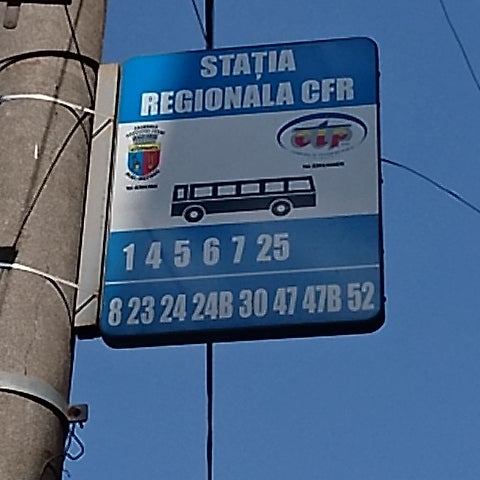 STAȚIA
REGIONALA CFR
CTP
1 4 5 6 7 25
8 23 24 24B 30 47 47B 52